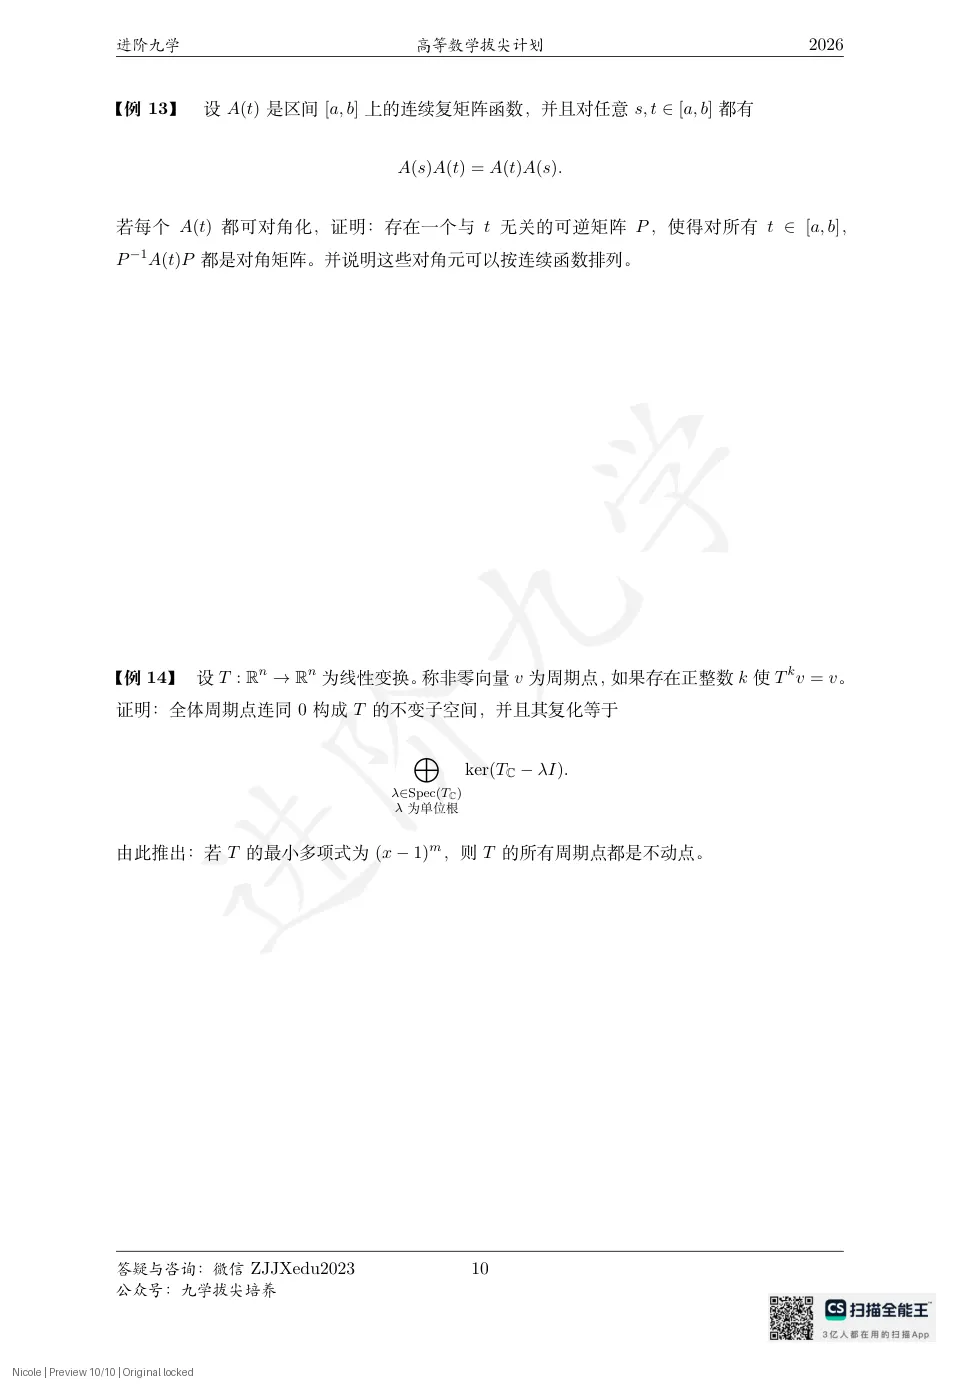 进阶九学 高等数学拔尖计划 2026
【例 13】 设 A(t) 是区间 [a, b] 上的连续复矩阵函数，并且对任意 s, t ∈ [a, b] 都有
A(s)A(t) = A(t)A(s).
若每个 A(t) 都可对角化，证明：存在一个与 t 无关的可逆矩阵 P，使得对所有 t ∈ [a, b],
P⁻¹A(t)P 都是对角矩阵。并说明这些对角元可以按连续函数排列。
进阶九学
【例 14】 设 T : ℝⁿ → ℝⁿ 为线性变换。称非零向量 v 为周期点，如果存在正整数 k 使 Tᵏv = v。
证明：全体周期点连同 0 构成 T 的不变子空间，并且其复化等于
⨁ ker(T_ℂ − λI).
λ∈Spec(T_ℂ)
λ 为单位根
由此推出：若 T 的最小多项式为 (x − 1)ᵐ，则 T 的所有周期点都是不动点。
答疑与咨询：微信 ZJJXedu2023 10
公众号：九学拔尖培养
CS 扫描全能王™
3亿人都在用的扫描App
Nicole | Preview 10/10 | Original locked